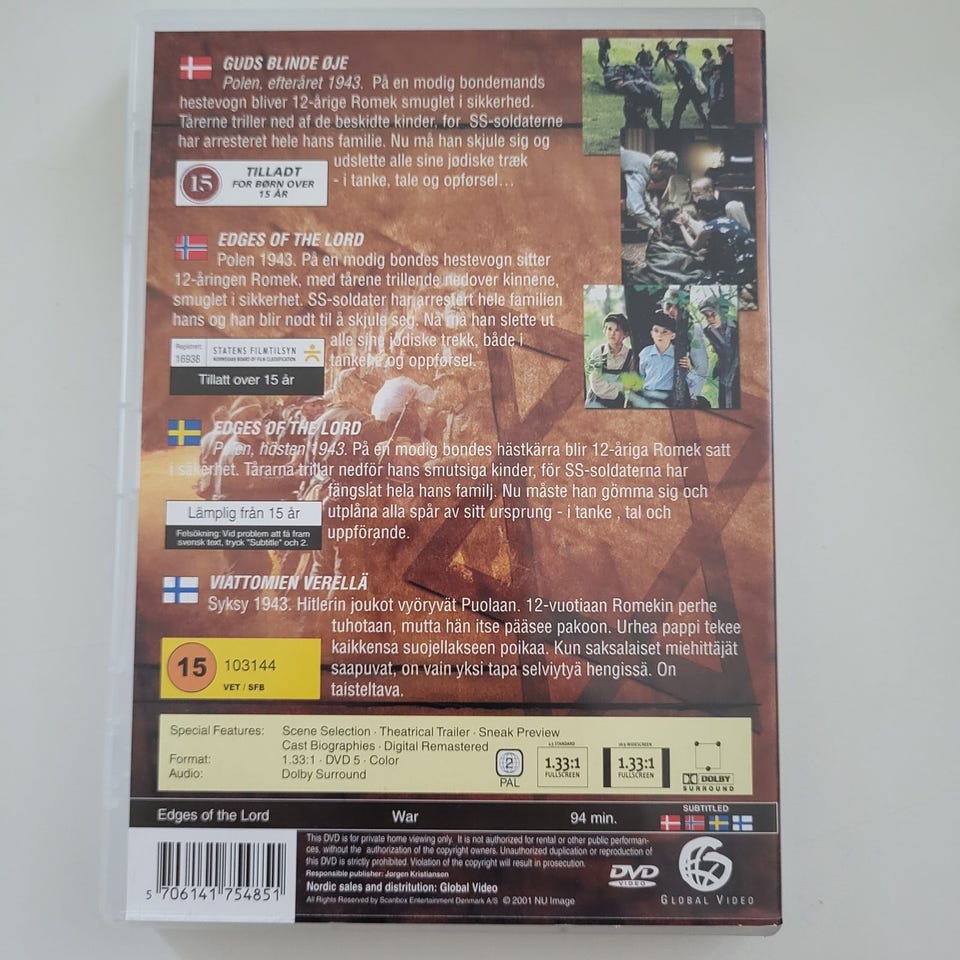 GUDS BLINDE ØJE
Polen, efteråret 1943. På en modig bondemands
hestevogn bliver 12-årige Romek smuglet i sikkerhed.
Tårerne triller ned af de beskidte kinder, for SS-soldaterne
har arresteret hele hans familie. Nu må han skjule sig og
udslette alle sine jødiske træk
- i tanke, tale og opførsel...
15
TILLADT
FOR BØRN OVER
15 ÅR
EDGES OF THE LORD
Polen 1943. På en modig bondes hestevogn sitter
12-åringen Romek, med tårene trillende nedover kinnene,
smuglet i sikkerhet. SS-soldater har arrestert hele familien
hans og han blir nødt til å skjule seg. Nå må han slette ut
alle sine jødiske trekk, både i
tankene og oppførsel.
Registrert:
16938
STATENS FILMTILSYN
NORWEGIAN BOARD OF FILM CLASSIFICATION
Tillatt over 15 år
EDGES OF THE LORD
Polen, hösten 1943. På en modig bondes hästkärra blir 12-åriga Romek satt
i säkerhet. Tårarna trillar nedför hans smutsiga kinder, för SS-soldaterna har
fängslat hela hans familj. Nu måste han gömma sig och
utplåna alla spår av sitt ursprung - i tanke , tal och
uppförande.
Lämplig från 15 år
Felsökning: Vid problem att få fram
svensk text, tryck "Subtitle" och 2.
VIATTOMIEN VERELLÄ
Syksy 1943. Hitlerin joukot vyöryvät Puolaan. 12-vuotiaan Romekin perhe
tuhotaan, mutta hän itse pääsee pakoon. Urhea pappi tekee
kaikkensa suojellakseen poikaa. Kun saksalaiset miehittäjät
saapuvat, on vain yksi tapa selviytyä hengissä. On
taisteltava.
15
103144
VET / SFB
Special Features: Scene Selection · Theatrical Trailer · Sneak Preview
Cast Biographies · Digital Remastered
Format: 1.33:1 · DVD 5 · Color
Audio: Dolby Surround
2
PAL
4:3 STANDARD
1.33:1
FULLSCREEN
16:9 WIDESCREEN
1.33:1
FULLSCREEN
DOLBY
SURROUND
Edges of the Lord War 94 min.
SUBTITLED
5 706141 754851
This DVD is for private home viewing only. It is not authorized for rental or other public performan-
ces, without the authorization of the copyright owners. Unauthorized duplication or reproduction of
this DVD is strictly prohibited. Violation of the copyright will result in prosecution.
Responsible publisher: Jørgen Kristiansen
Nordic sales and distribution: Global Video
All Rights Reserved by Scanbox Entertainment Denmark A/S © 2001 NU Image
DVD
VIDEO
GLOBAL VIDEO